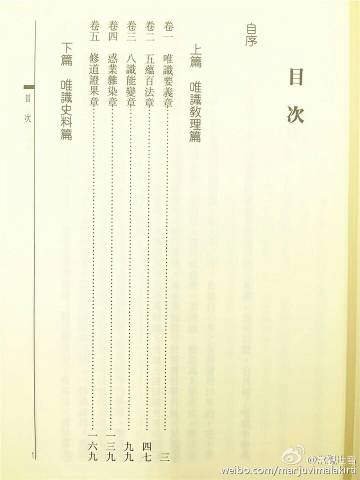 目次
自序
上篇 唯識教理篇
卷一 唯識要義章 三
卷二 五蘊百法章 四七
卷三 八識能變章 九九
卷四 惑業雜染章 一三九
卷五 修道證果章 一六九
下篇 唯識史料篇
目次
1
weibo.com/marjuvimalakira